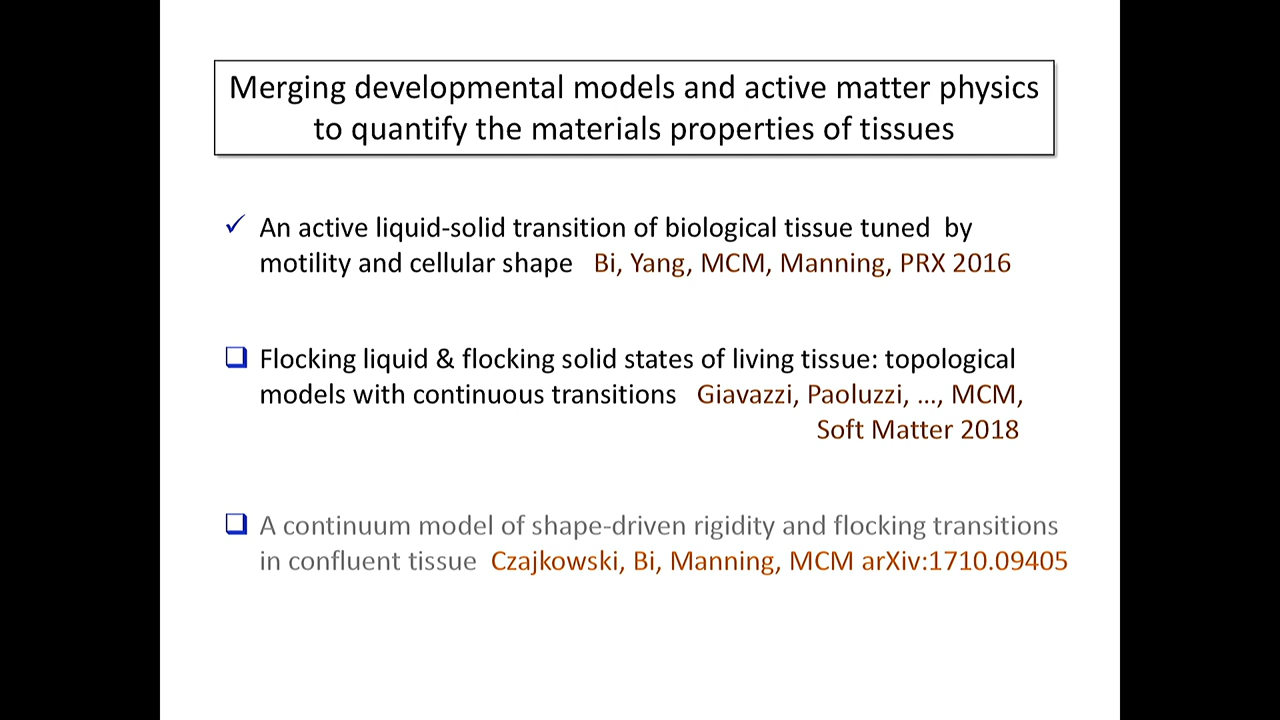 Merging developmental models and active matter physics
to quantify the materials properties of tissues
✓ An active liquid-solid transition of biological tissue tuned by
motility and cellular shape Bi, Yang, MCM, Manning, PRX 2016
❑ Flocking liquid & flocking solid states of living tissue: topological
models with continuous transitions Giavazzi, Paoluzzi, ..., MCM,
Soft Matter 2018
❑ A continuum model of shape-driven rigidity and flocking transitions
in confluent tissue Czajkowski, Bi, Manning, MCM arXiv:1710.09405